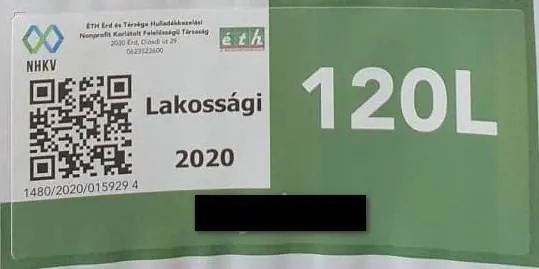 ÉTH Érd és Térsége Hulladékkezelési
Nonprofit Korlátolt Felelősségű Társaság
2030 Érd, Diósdi út 29.
0623522600
éth
NHKV
Lakossági
2020
120L
1480/2020/015929 4